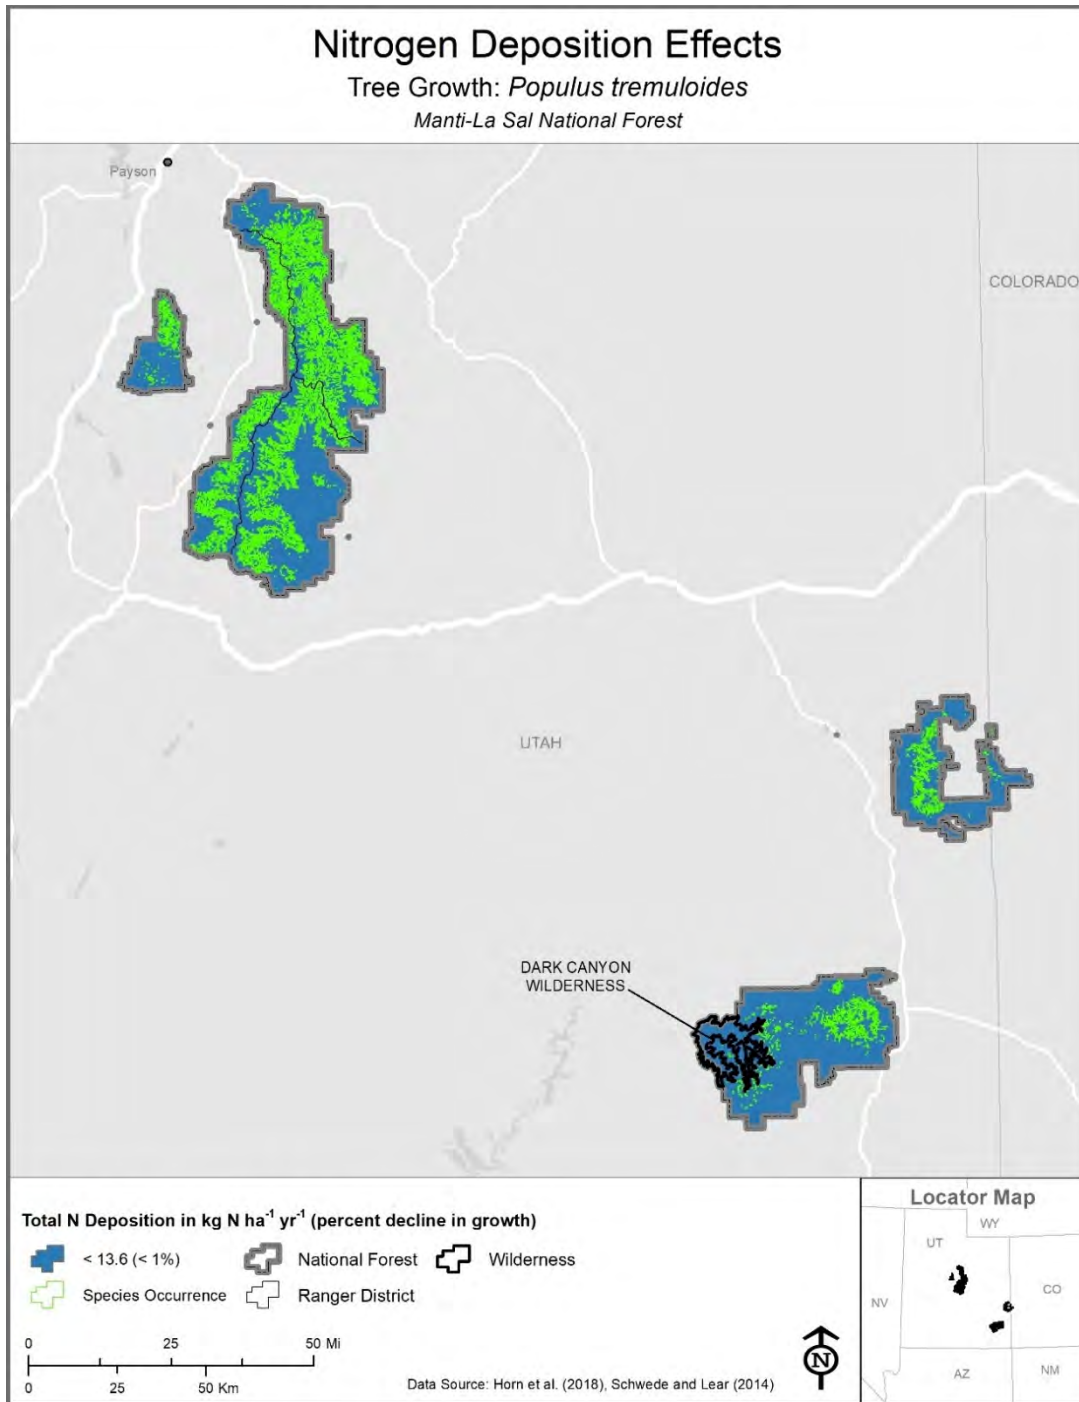 Nitrogen Deposition Effects
Tree Growth: Populus tremuloides
Manti-La Sal National Forest
Payson
COLORADO
UTAH
DARK CANYON
WILDERNESS
Total N Deposition in kg N ha⁻¹ yr⁻¹ (percent decline in growth)
< 13.6 (< 1%)
National Forest
Wilderness
Species Occurrence
Ranger District
0 25 50 Mi
0 25 50 Km
N
Data Source: Horn et al. (2018), Schwede and Lear (2014)
Locator Map
WY
UT
CO
NV
AZ
NM